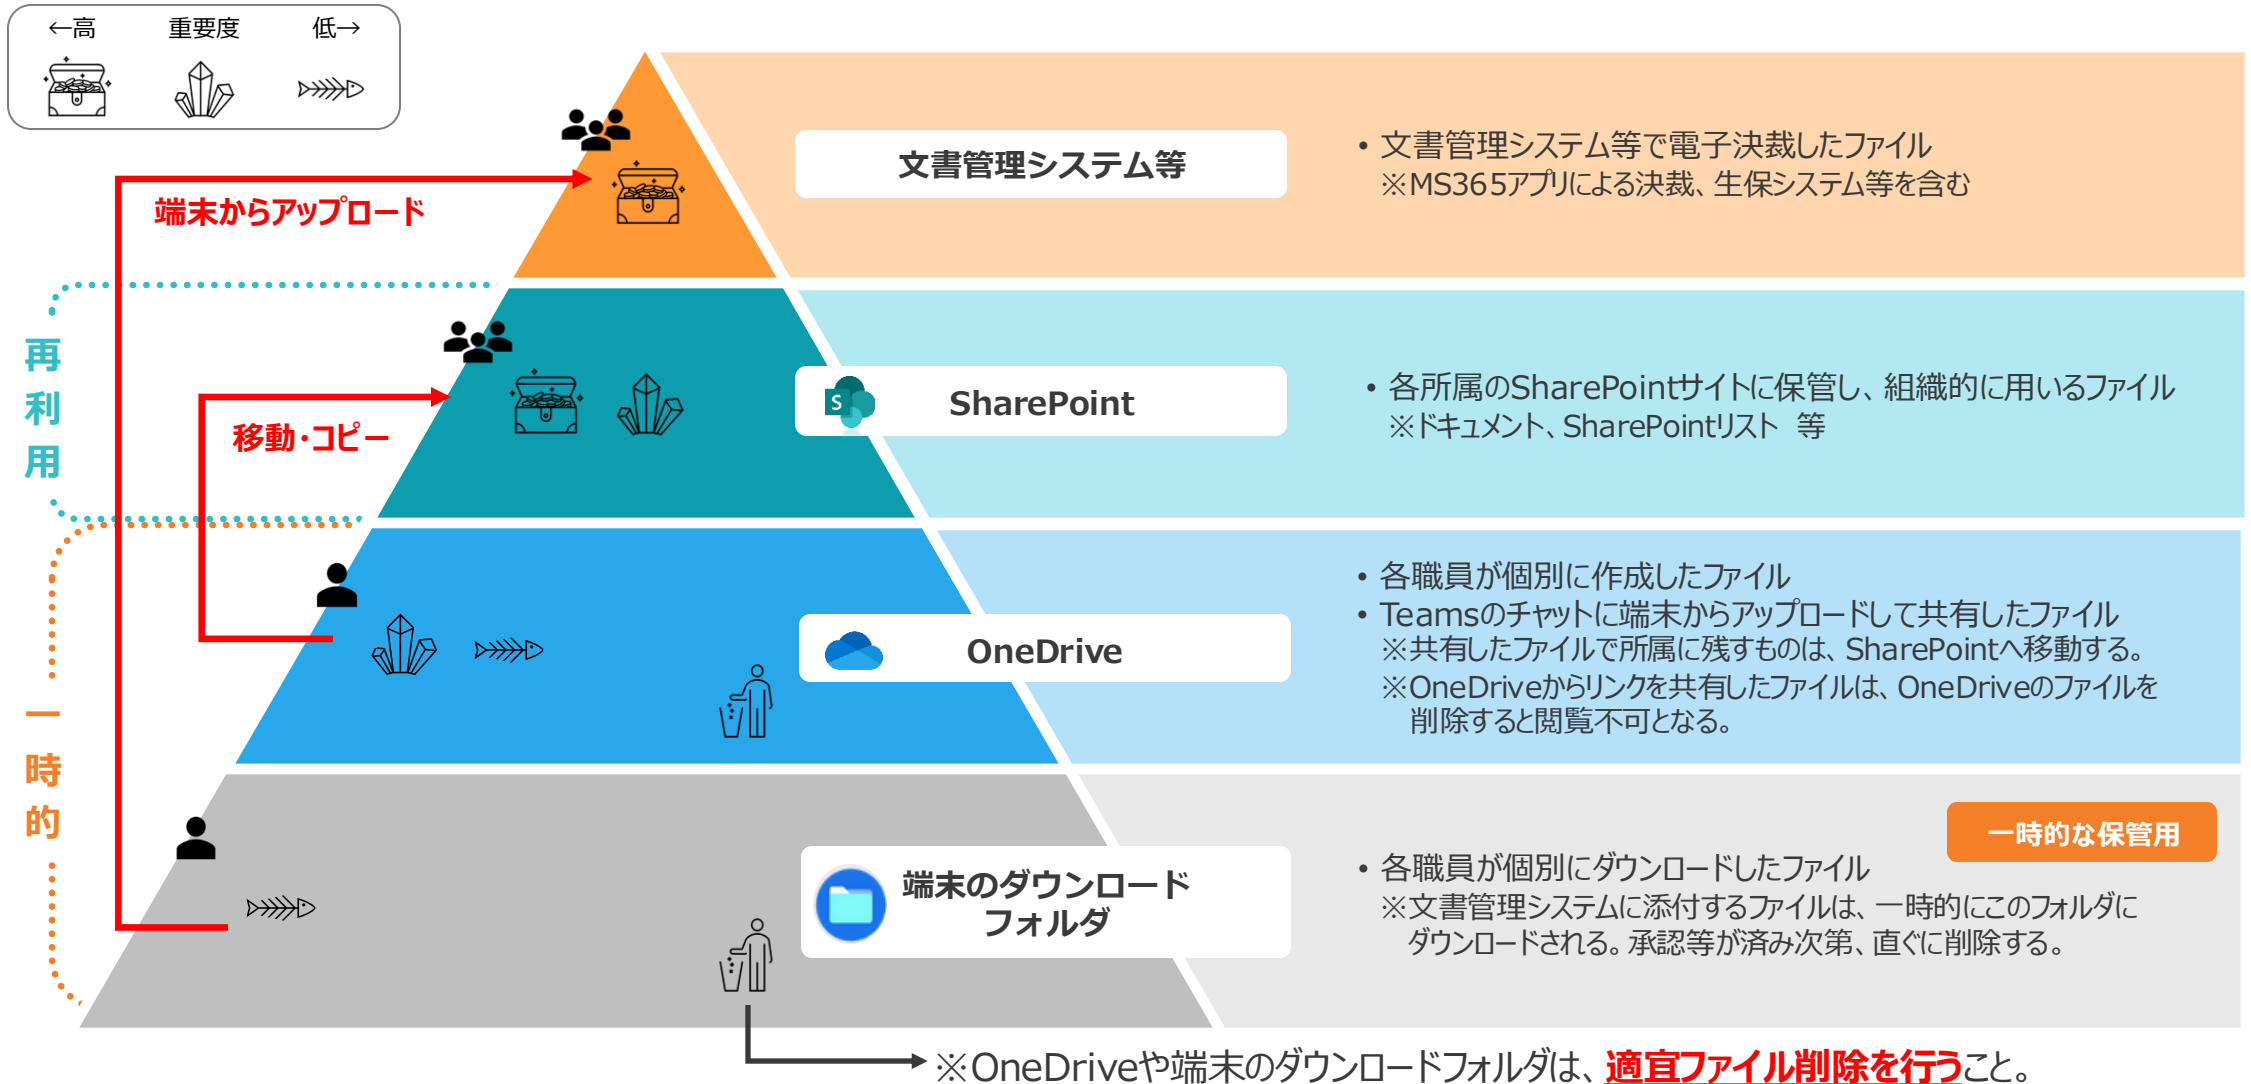 ←高 重要度 低→
文書管理システム等
・文書管理システム等で電子決裁したファイル
※MS365アプリによる決裁、生保システム等を含む
端末からアップロード
再利用
SharePoint
・各所属のSharePointサイトに保管し、組織的に用いるファイル
※ドキュメント、SharePointリスト 等
移動・コピー
一時的
OneDrive
・各職員が個別に作成したファイル
・Teamsのチャットに端末からアップロードして共有したファイル
※共有したファイルで所属に残すものは、SharePointへ移動する。
※OneDriveからリンクを共有したファイルは、OneDriveのファイルを
削除すると閲覧不可となる。
端末のダウンロード
フォルダ
一時的な保管用
・各職員が個別にダウンロードしたファイル
※文書管理システムに添付するファイルは、一時的にこのフォルダに
ダウンロードされる。承認等が済み次第、直ぐに削除する。
※OneDriveや端末のダウンロードフォルダは、適宜ファイル削除を行うこと。